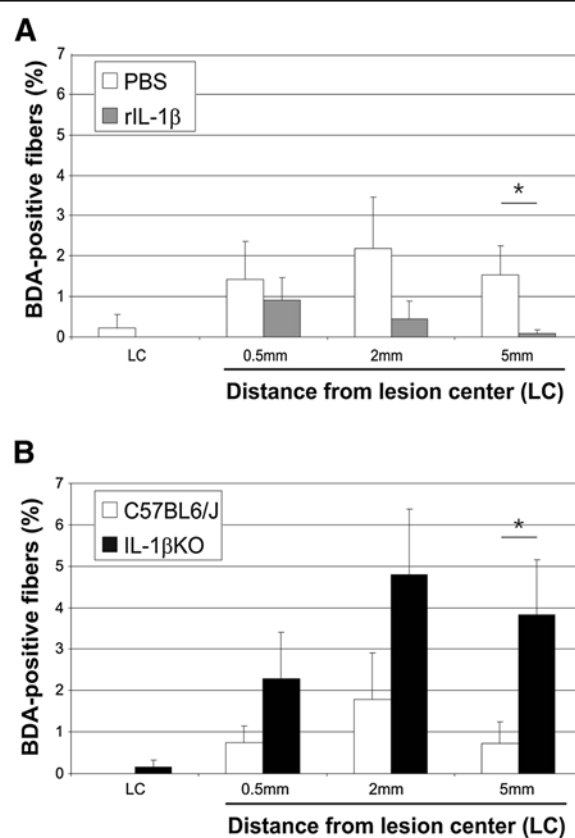 A
7
6
5
4
3
2
1
0
BDA-positive fibers (%)
PBS
rIL-1β
*
LC 0.5mm 2mm 5mm
Distance from lesion center (LC)
B
7
6
5
4
3
2
1
0
BDA-positive fibers (%)
C57BL6/J
IL-1βKO
*
LC 0.5mm 2mm 5mm
Distance from lesion center (LC)